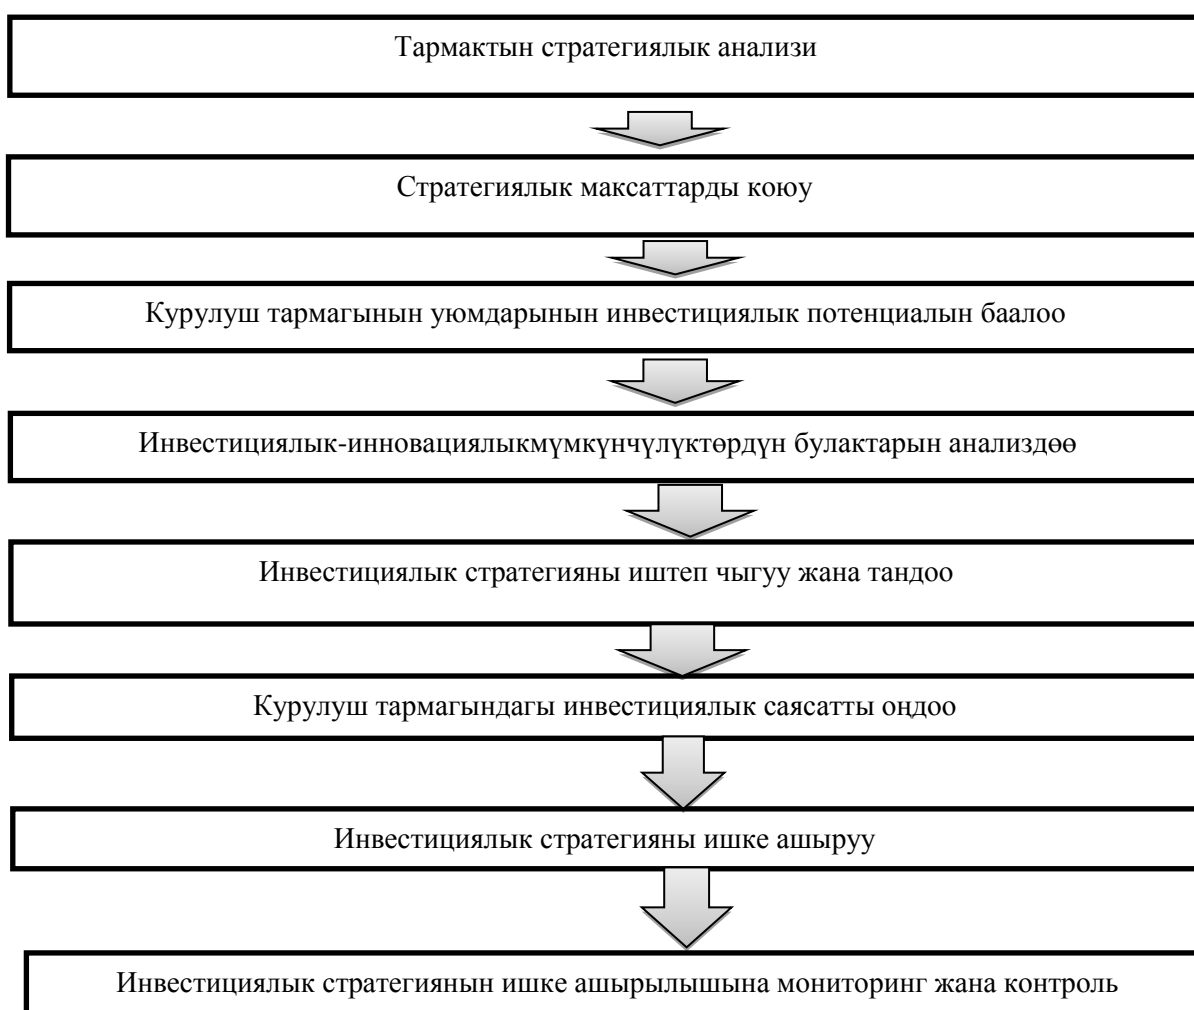 Тармактын стратегиялык анализи
Стратегиялык максаттарды коюу
Курулуш тармагынын уюмдарынын инвестициялык потенциалын баалоо
Инвестициялык-инновациялыкмүмкүнчүлүктөрдүн булактарын анализдөө
Инвестициялык стратегияны иштеп чыгуу жана тандоо
Курулуш тармагындагы инвестициялык саясатты оңдоо
Инвестициялык стратегияны ишке ашыруу
Инвестициялык стратегиянын ишке ашырылышына мониторинг жана контроль